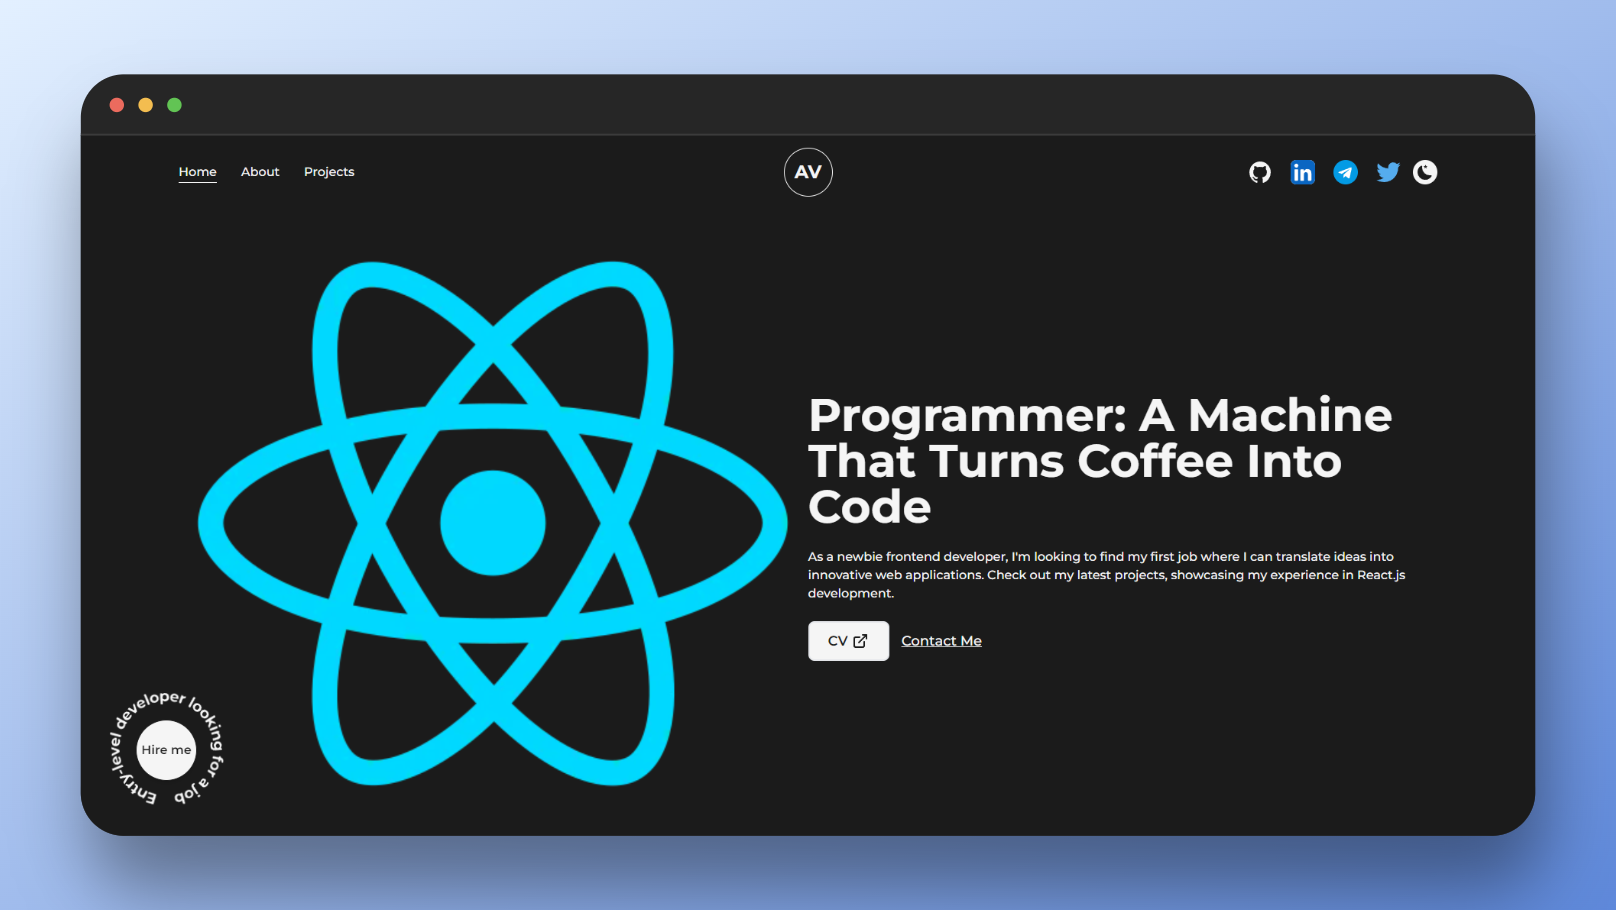 Home About Projects
AV
in
Programmer: A Machine
That Turns Coffee Into
Code
As a newbie frontend developer, I'm looking to find my first job where I can translate ideas into
innovative web applications. Check out my latest projects, showcasing my experience in React.js
development.
CV Contact Me
Entry-level developer looking for a job
Hire me